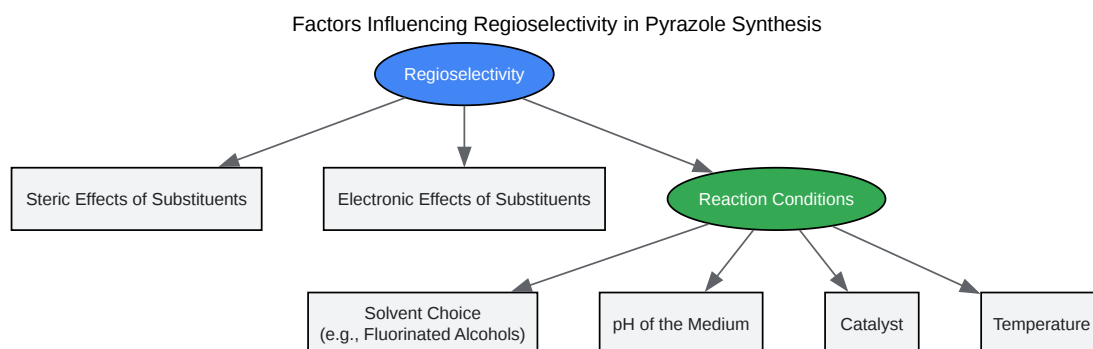 Factors Influencing Regioselectivity in Pyrazole Synthesis
Regioselectivity
Steric Effects of Substituents
Electronic Effects of Substituents
Reaction Conditions
Solvent Choice
(e.g., Fluorinated Alcohols)
pH of the Medium
Catalyst
Temperature